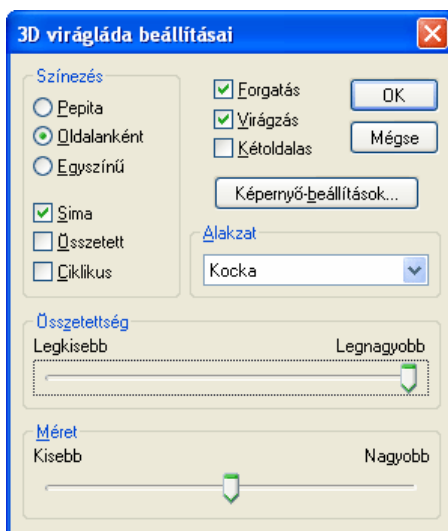 3D virágláda beállításai
Színezés
Pepita
Oldalanként
Egyszínű
Sima
Összetett
Ciklikus
Forgatás
Virágzás
Kétoldalas
OK
Mégse
Képernyő-beállítások...
Alakzat
Kocka
Összetettség
Legkisebb Legnagyobb
Méret
Kisebb Nagyobb